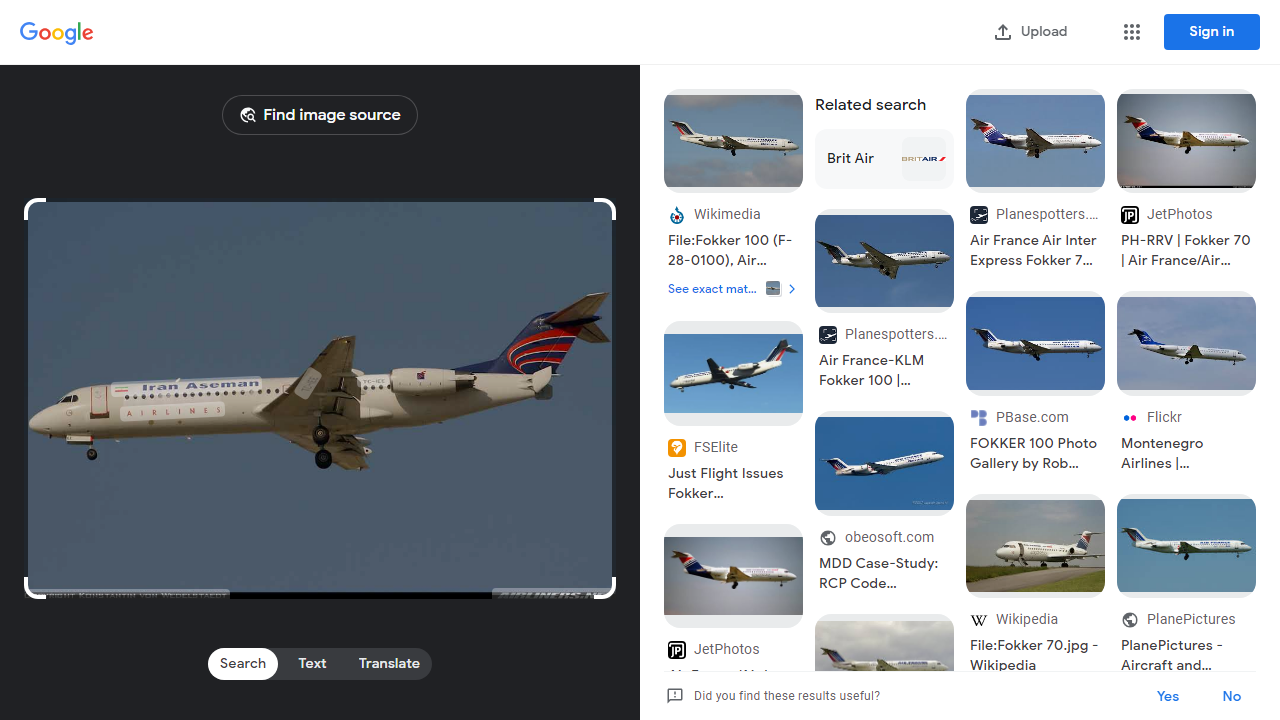 Google
Upload
Sign in
Find image source
Iran Aseman
AIRLINES
TC-ICE
Search
Text
Translate
Wikimedia
File:Fokker 100 (F-
28-0100), Air...
See exact mat...
FSElite
Just Flight Issues
Fokker...
JetPhotos
Related search
Brit Air
BRITAIR
Planespotters....
Air France-KLM
Fokker 100 |...
obeosoft.com
MDD Case-Study:
RCP Code...
Planespotters....
Air France Air Inter
Express Fokker 7...
PBase.com
FOKKER 100 Photo
Gallery by Rob...
Wikipedia
File:Fokker 70.jpg -
Wikipedia
JetPhotos
PH-RRV | Fokker 70
| Air France/Air...
Flickr
Montenegro
Airlines |...
PlanePictures
PlanePictures -
Aircraft and...
Did you find these results useful?
Yes
No